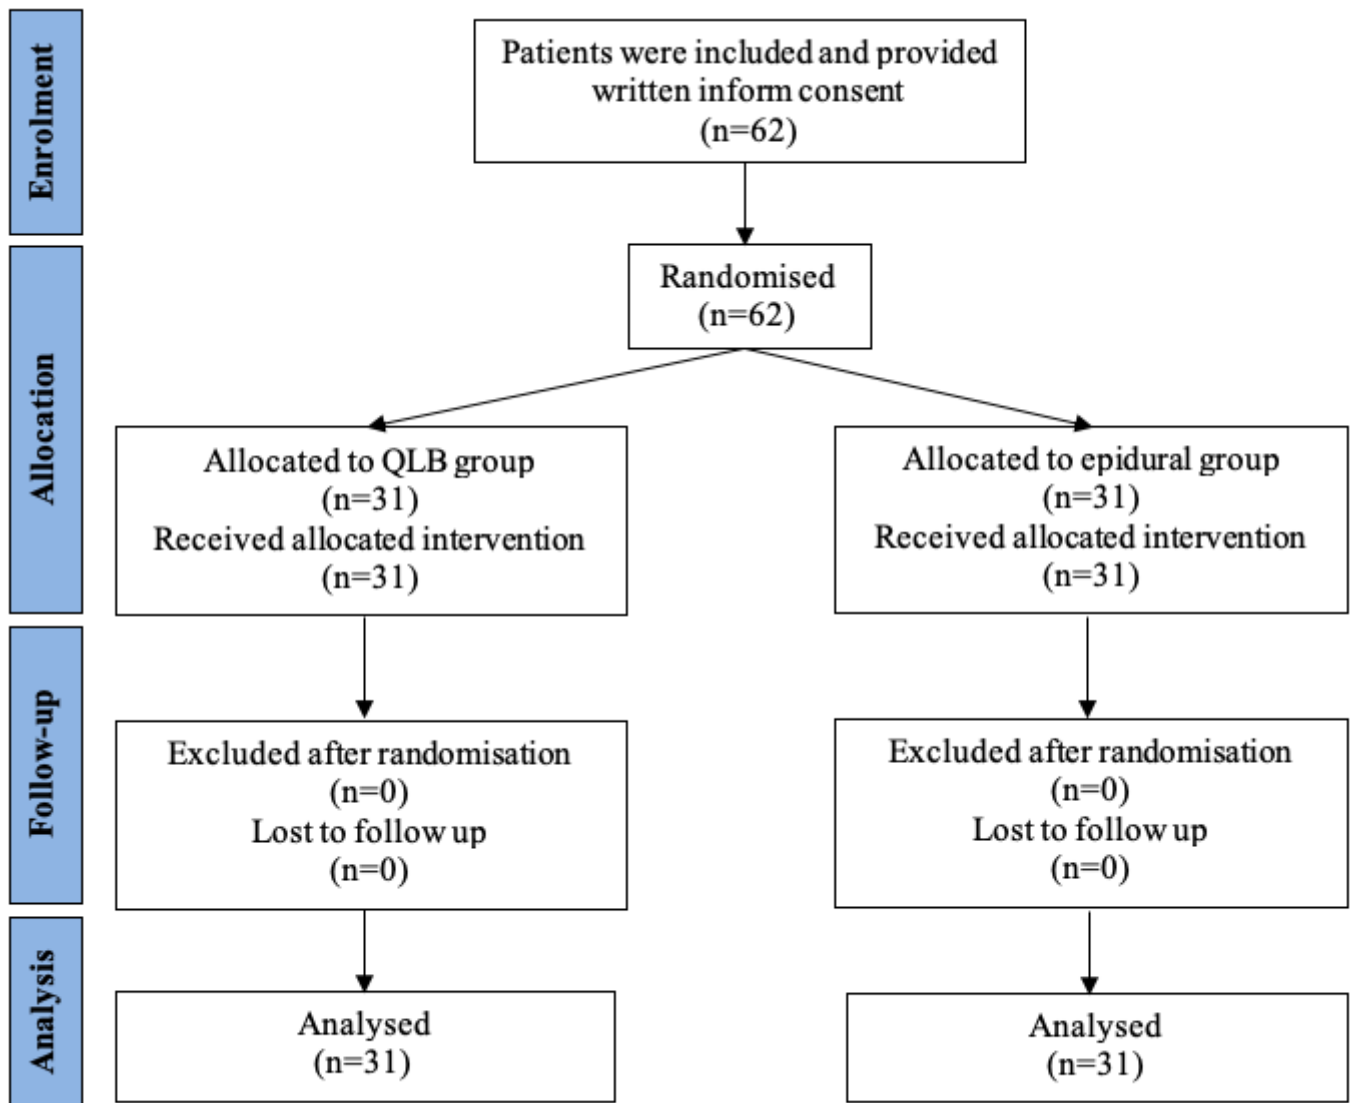 Enrolment
Patients were included and provided
written inform consent
(n=62)
Allocation
Randomised
(n=62)
Allocated to QLB group
(n=31)
Received allocated intervention
(n=31)
Allocated to epidural group
(n=31)
Received allocated intervention
(n=31)
Follow-up
Excluded after randomisation
(n=0)
Lost to follow up
(n=0)
Excluded after randomisation
(n=0)
Lost to follow up
(n=0)
Analysis
Analysed
(n=31)
Analysed
(n=31)